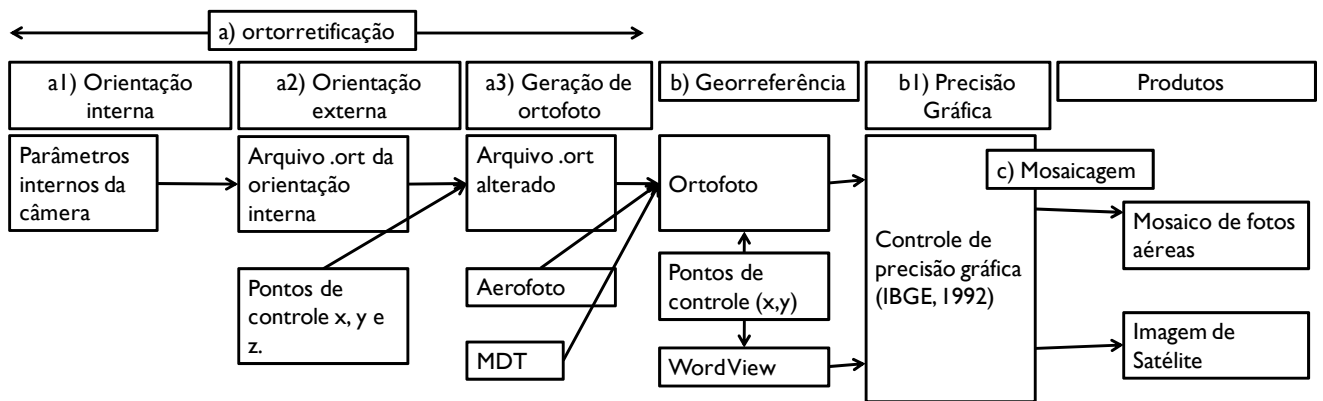 a) ortorretificação
a1) Orientação
interna
a2) Orientação
externa
a3) Geração de
ortofoto
b) Georreferência
b1) Precisão
Gráfica
Produtos
Parâmetros
internos da
câmera
Arquivo .ort da
orientação
interna
Arquivo .ort
alterado
Ortofoto
c) Mosaicagem
Mosaico de fotos
aéreas
Pontos de
controle x, y e
z.
Aerofoto
Pontos de
controle (x,y)
Controle de
precisão gráfica
(IBGE, 1992)
MDT
WordView
Imagem de
Satélite